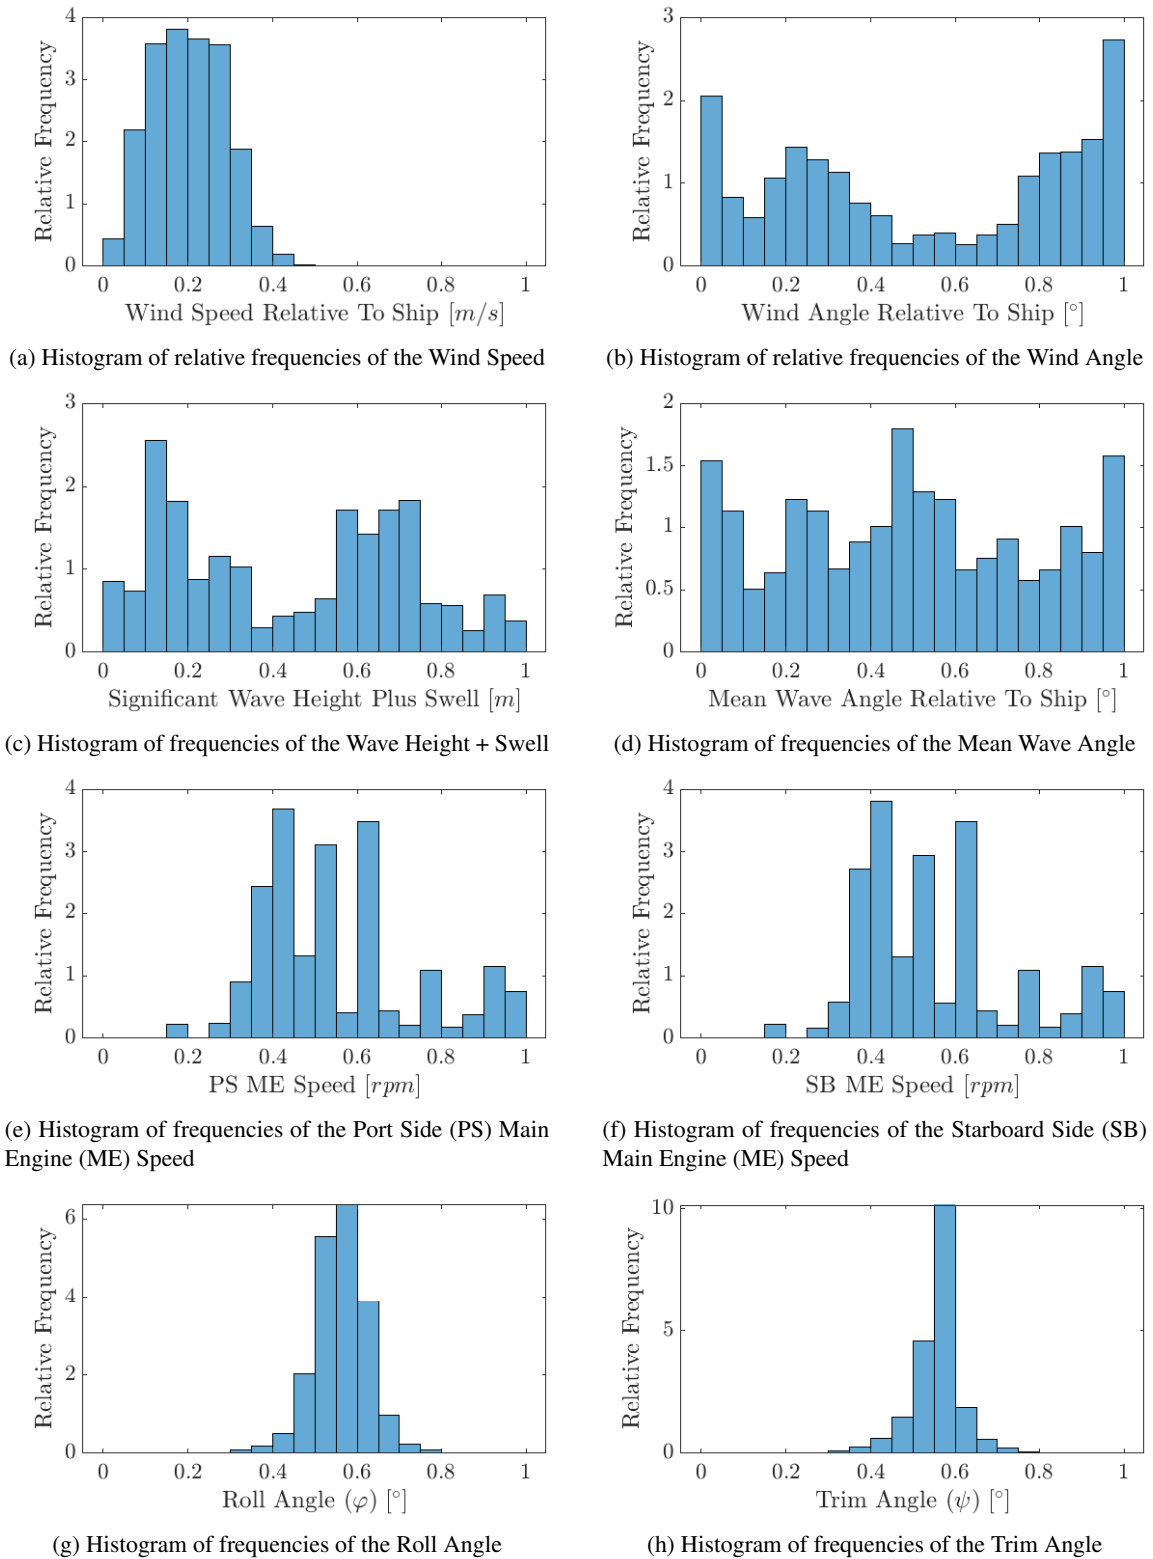 4
3
2
1
0
Relative Frequency
0 0.2 0.4 0.6 0.8 1
Wind Speed Relative To Ship [m/s]
(a) Histogram of relative frequencies of the Wind Speed
3
2
1
0
Relative Frequency
0 0.2 0.4 0.6 0.8 1
Wind Angle Relative To Ship [°]
(b) Histogram of relative frequencies of the Wind Angle
3
2
1
0
Relative Frequency
0 0.2 0.4 0.6 0.8 1
Significant Wave Height Plus Swell [m]
(c) Histogram of frequencies of the Wave Height + Swell
2
1.5
1
0.5
0
Relative Frequency
0 0.2 0.4 0.6 0.8 1
Mean Wave Angle Relative To Ship [°]
(d) Histogram of frequencies of the Mean Wave Angle
4
3
2
1
0
Relative Frequency
0 0.2 0.4 0.6 0.8 1
PS ME Speed [rpm]
(e) Histogram of frequencies of the Port Side (PS) Main
Engine (ME) Speed
4
3
2
1
0
Relative Frequency
0 0.2 0.4 0.6 0.8 1
SB ME Speed [rpm]
(f) Histogram of frequencies of the Starboard Side (SB)
Main Engine (ME) Speed
6
4
2
0
Relative Frequency
0 0.2 0.4 0.6 0.8 1
Roll Angle (φ) [°]
(g) Histogram of frequencies of the Roll Angle
10
5
0
Relative Frequency
0 0.2 0.4 0.6 0.8 1
Trim Angle (ψ) [°]
(h) Histogram of frequencies of the Trim Angle